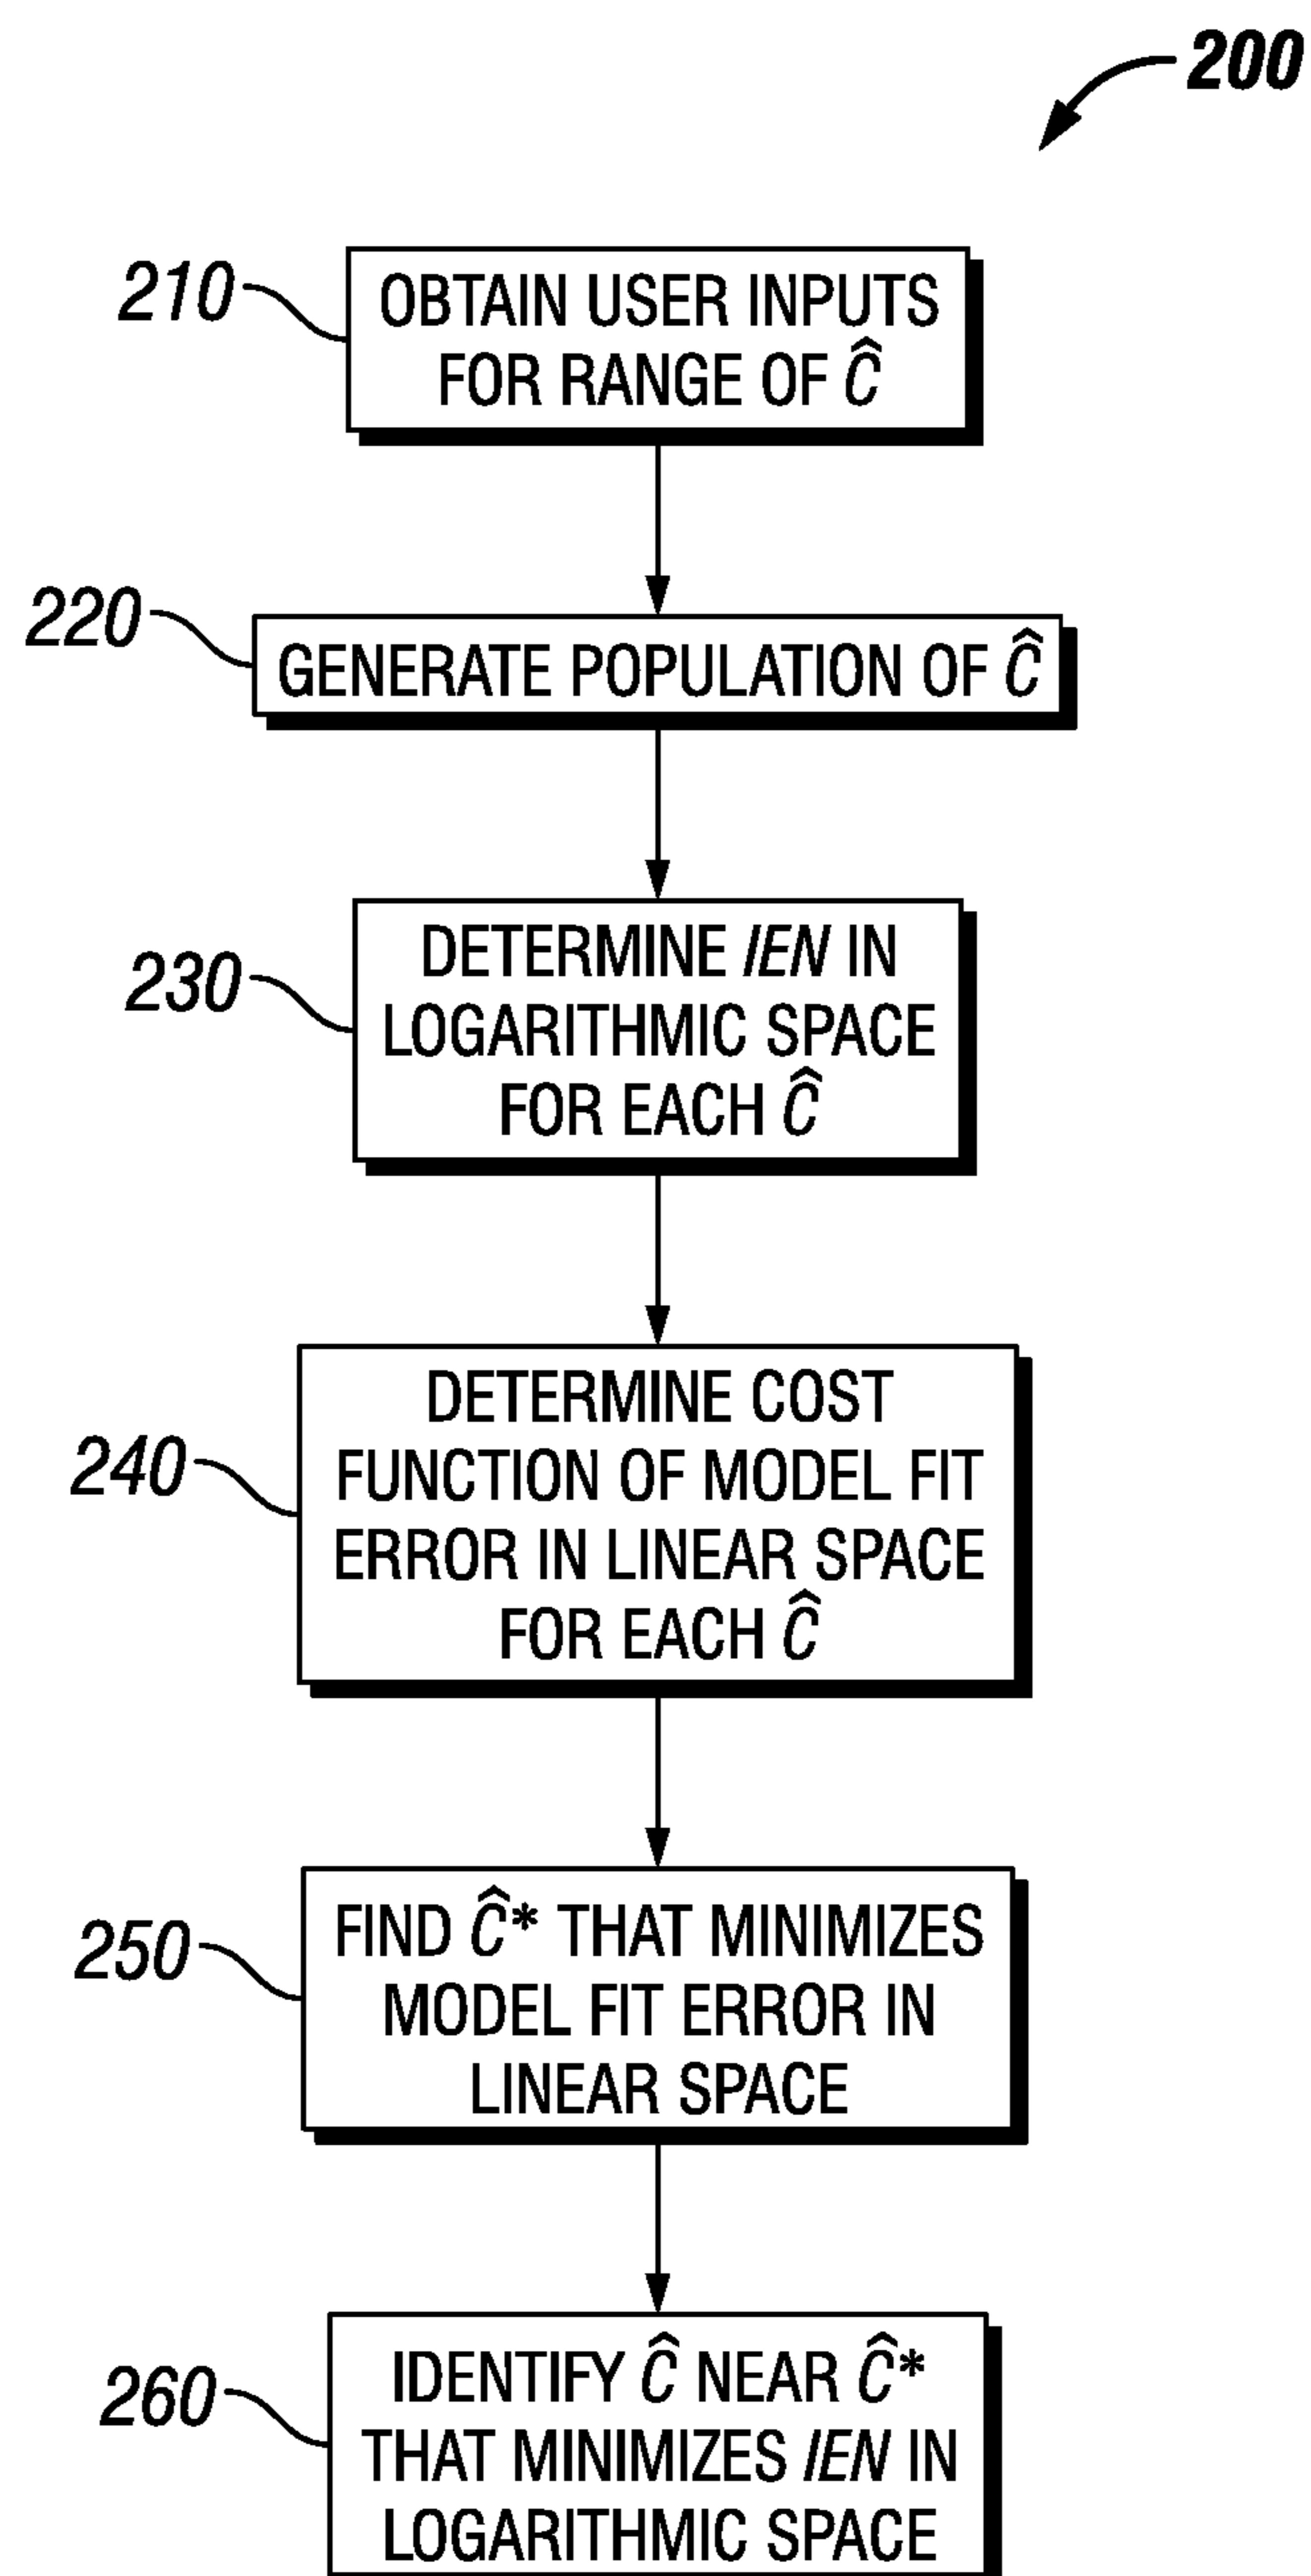 200
210
OBTAIN USER INPUTS
FOR RANGE OF Ĉ
220
GENERATE POPULATION OF Ĉ
230
DETERMINE IEN IN
LOGARITHMIC SPACE
FOR EACH Ĉ
240
DETERMINE COST
FUNCTION OF MODEL FIT
ERROR IN LINEAR SPACE
FOR EACH Ĉ
250
FIND Ĉ* THAT MINIMIZES
MODEL FIT ERROR IN
LINEAR SPACE
260
IDENTIFY Ĉ NEAR Ĉ*
THAT MINIMIZES IEN IN
LOGARITHMIC SPACE